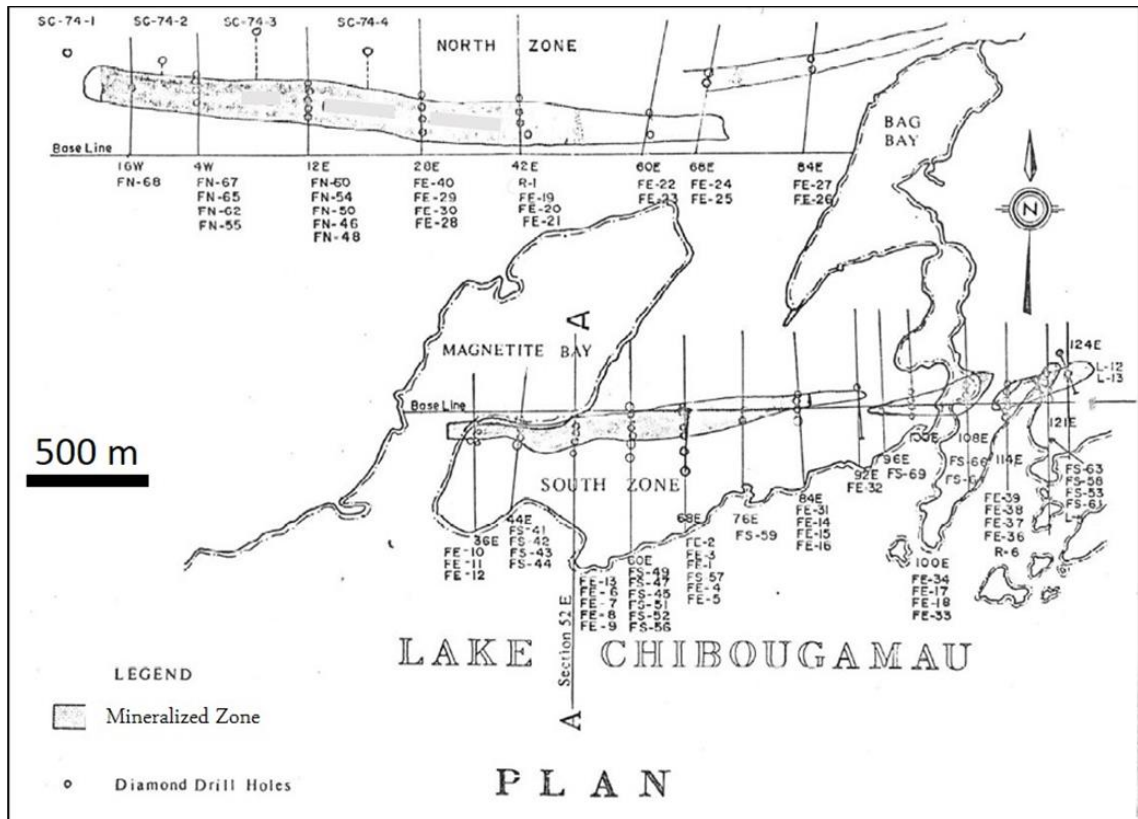 SC-74-1 SC-74-2 SC-74-3 SC-74-4
NORTH ZONE
BAG BAY
Base Line
16W
FN-68
4W
FN-67
FN-65
FN-62
FN-55
12E
FN-60
FN-54
FN-50
FN-46
FN-48
28E
FE-40
FE-29
FE-30
FE-28
42E
R-1
FE-19
FE-20
FE-21
60E
FE-22
FE-23
68E
FE-24
FE-25
84E
FE-27
FE-26
N
A
MAGNETITE BAY
Base Line
124E
L-12
L-13
500 m
SOUTH ZONE
36E
FE-10
FE-11
FE-12
44E
FS-41
FS-42
FS-43
FS-44
FE-13
FE-6
FE-7
FE-8
FE-9
60E
FS-49
FS-47
FS-45
FS-51
FS-52
FS-56
68E
FE-2
FE-3
FE-1
FS-57
FE-4
FE-5
76E
FS-59
84E
FE-31
FE-14
FE-15
FE-16
92E
FE-32
96E
FS-69
100E
108E
FS-66
114E
FE-39
FE-38
FE-37
FE-36
R-6
121E
FS-63
FS-58
FS-53
FS-61
100E
FE-34
FE-17
FE-18
FE-33
Section 52E
A
LAKE CHIBOUGAMAU
LEGEND
Mineralized Zone
Diamond Drill Holes
PLAN